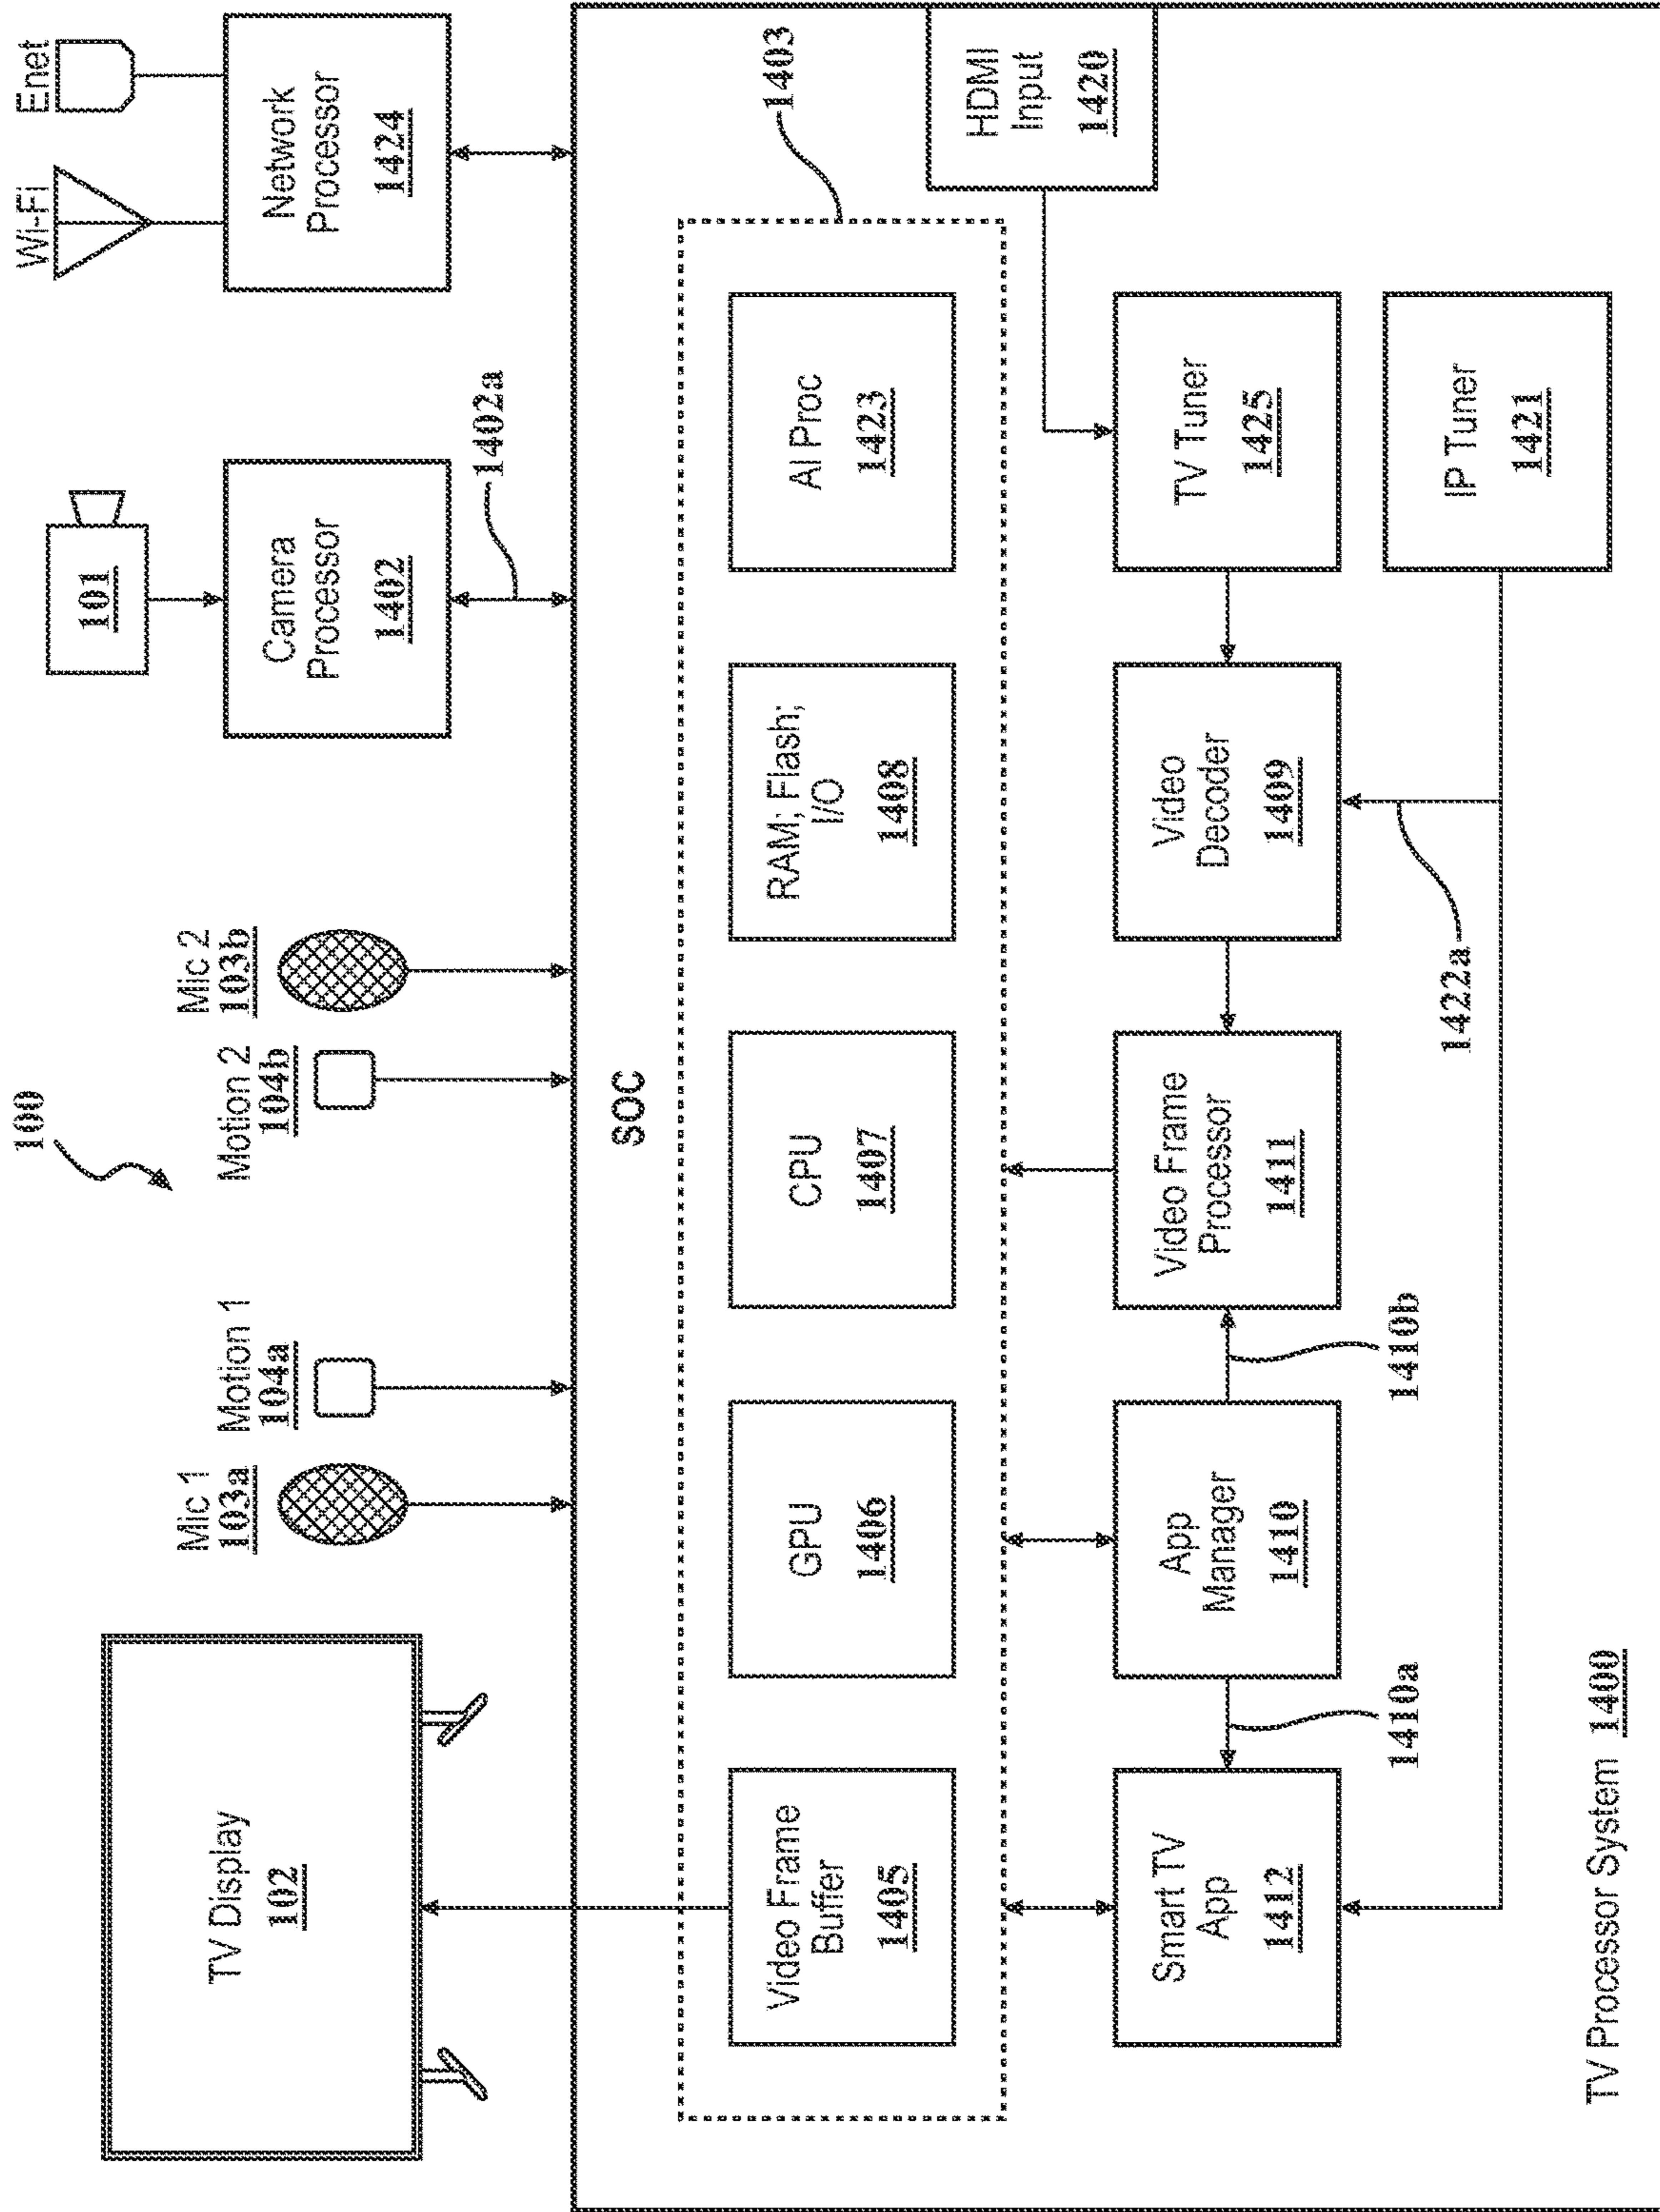 100
TV Display
102
Mic 1
103a
Motion 1
104a
Motion 2
104b
Mic 2
103b
101
Camera
Processor
1402
1402a
Wi-Fi
Enet
Network
Processor
1424
SOC
1403
Video Frame
Buffer
1405
GPU
1406
CPU
1407
RAM; Flash;
I/O
1408
AI Proc
1423
HDMI
Input
1420
Smart TV
App
1412
1410a
App
Manager
1410
1410b
Video Frame
Processor
1411
Video
Decoder
1409
TV Tuner
1425
1422a
IP Tuner
1421
TV Processor System 1400